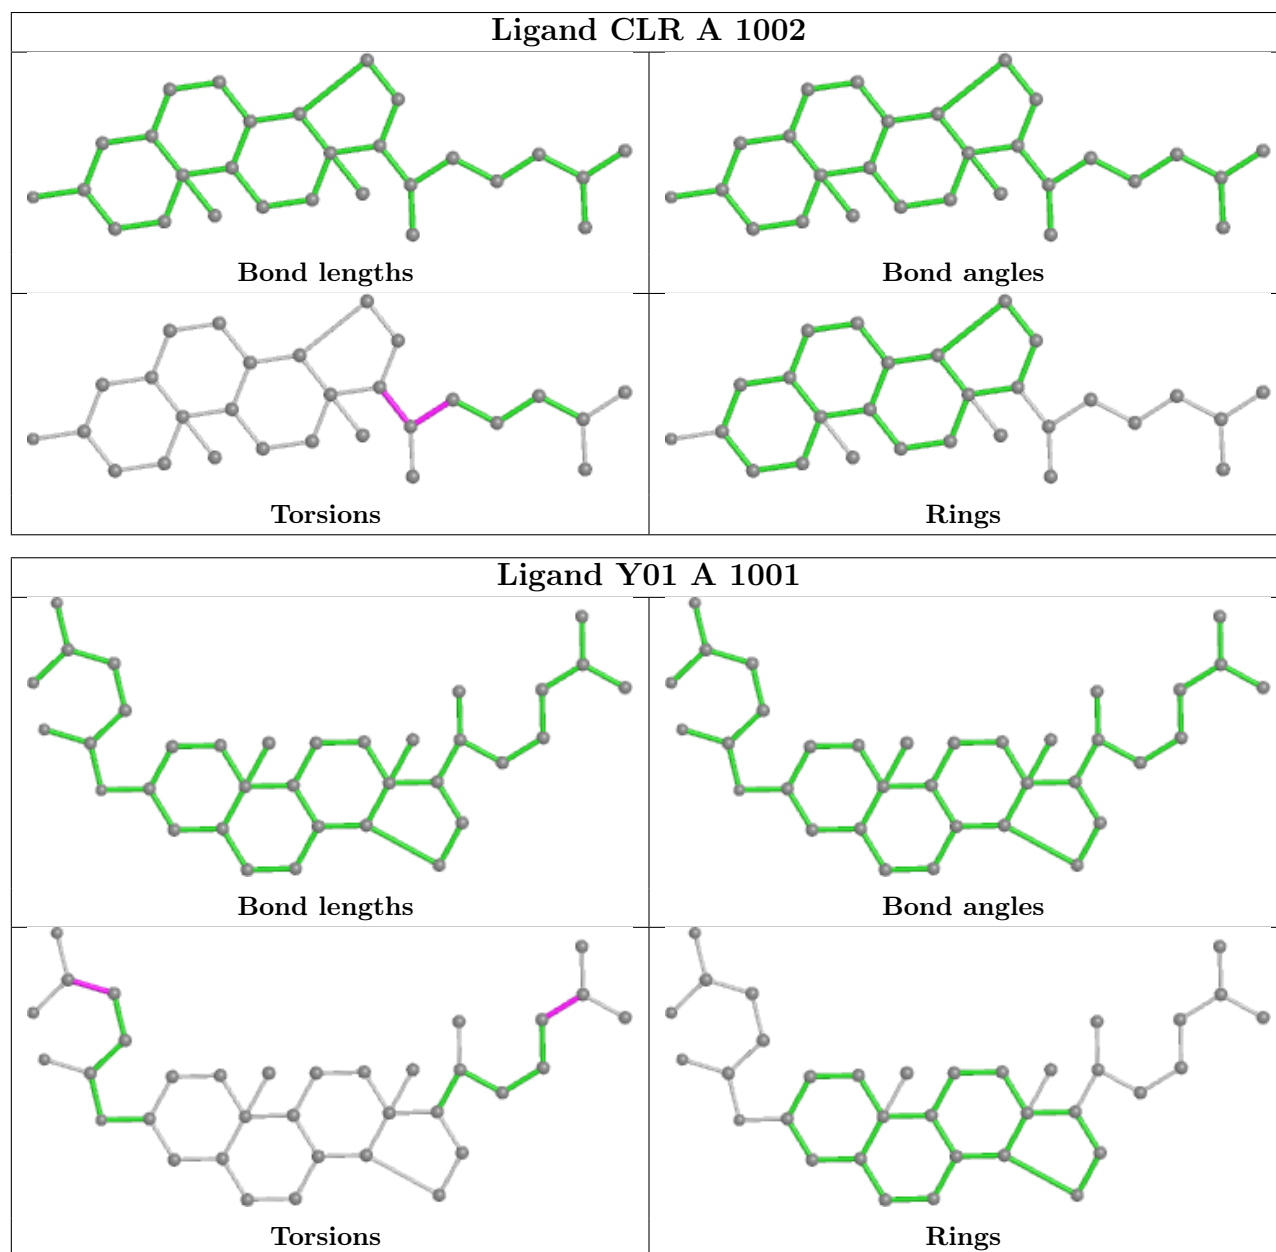 Ligand CLR A 1002
Bond lengths
Bond angles
Torsions
Rings
Ligand Y01 A 1001
Bond lengths
Bond angles
Torsions
Rings